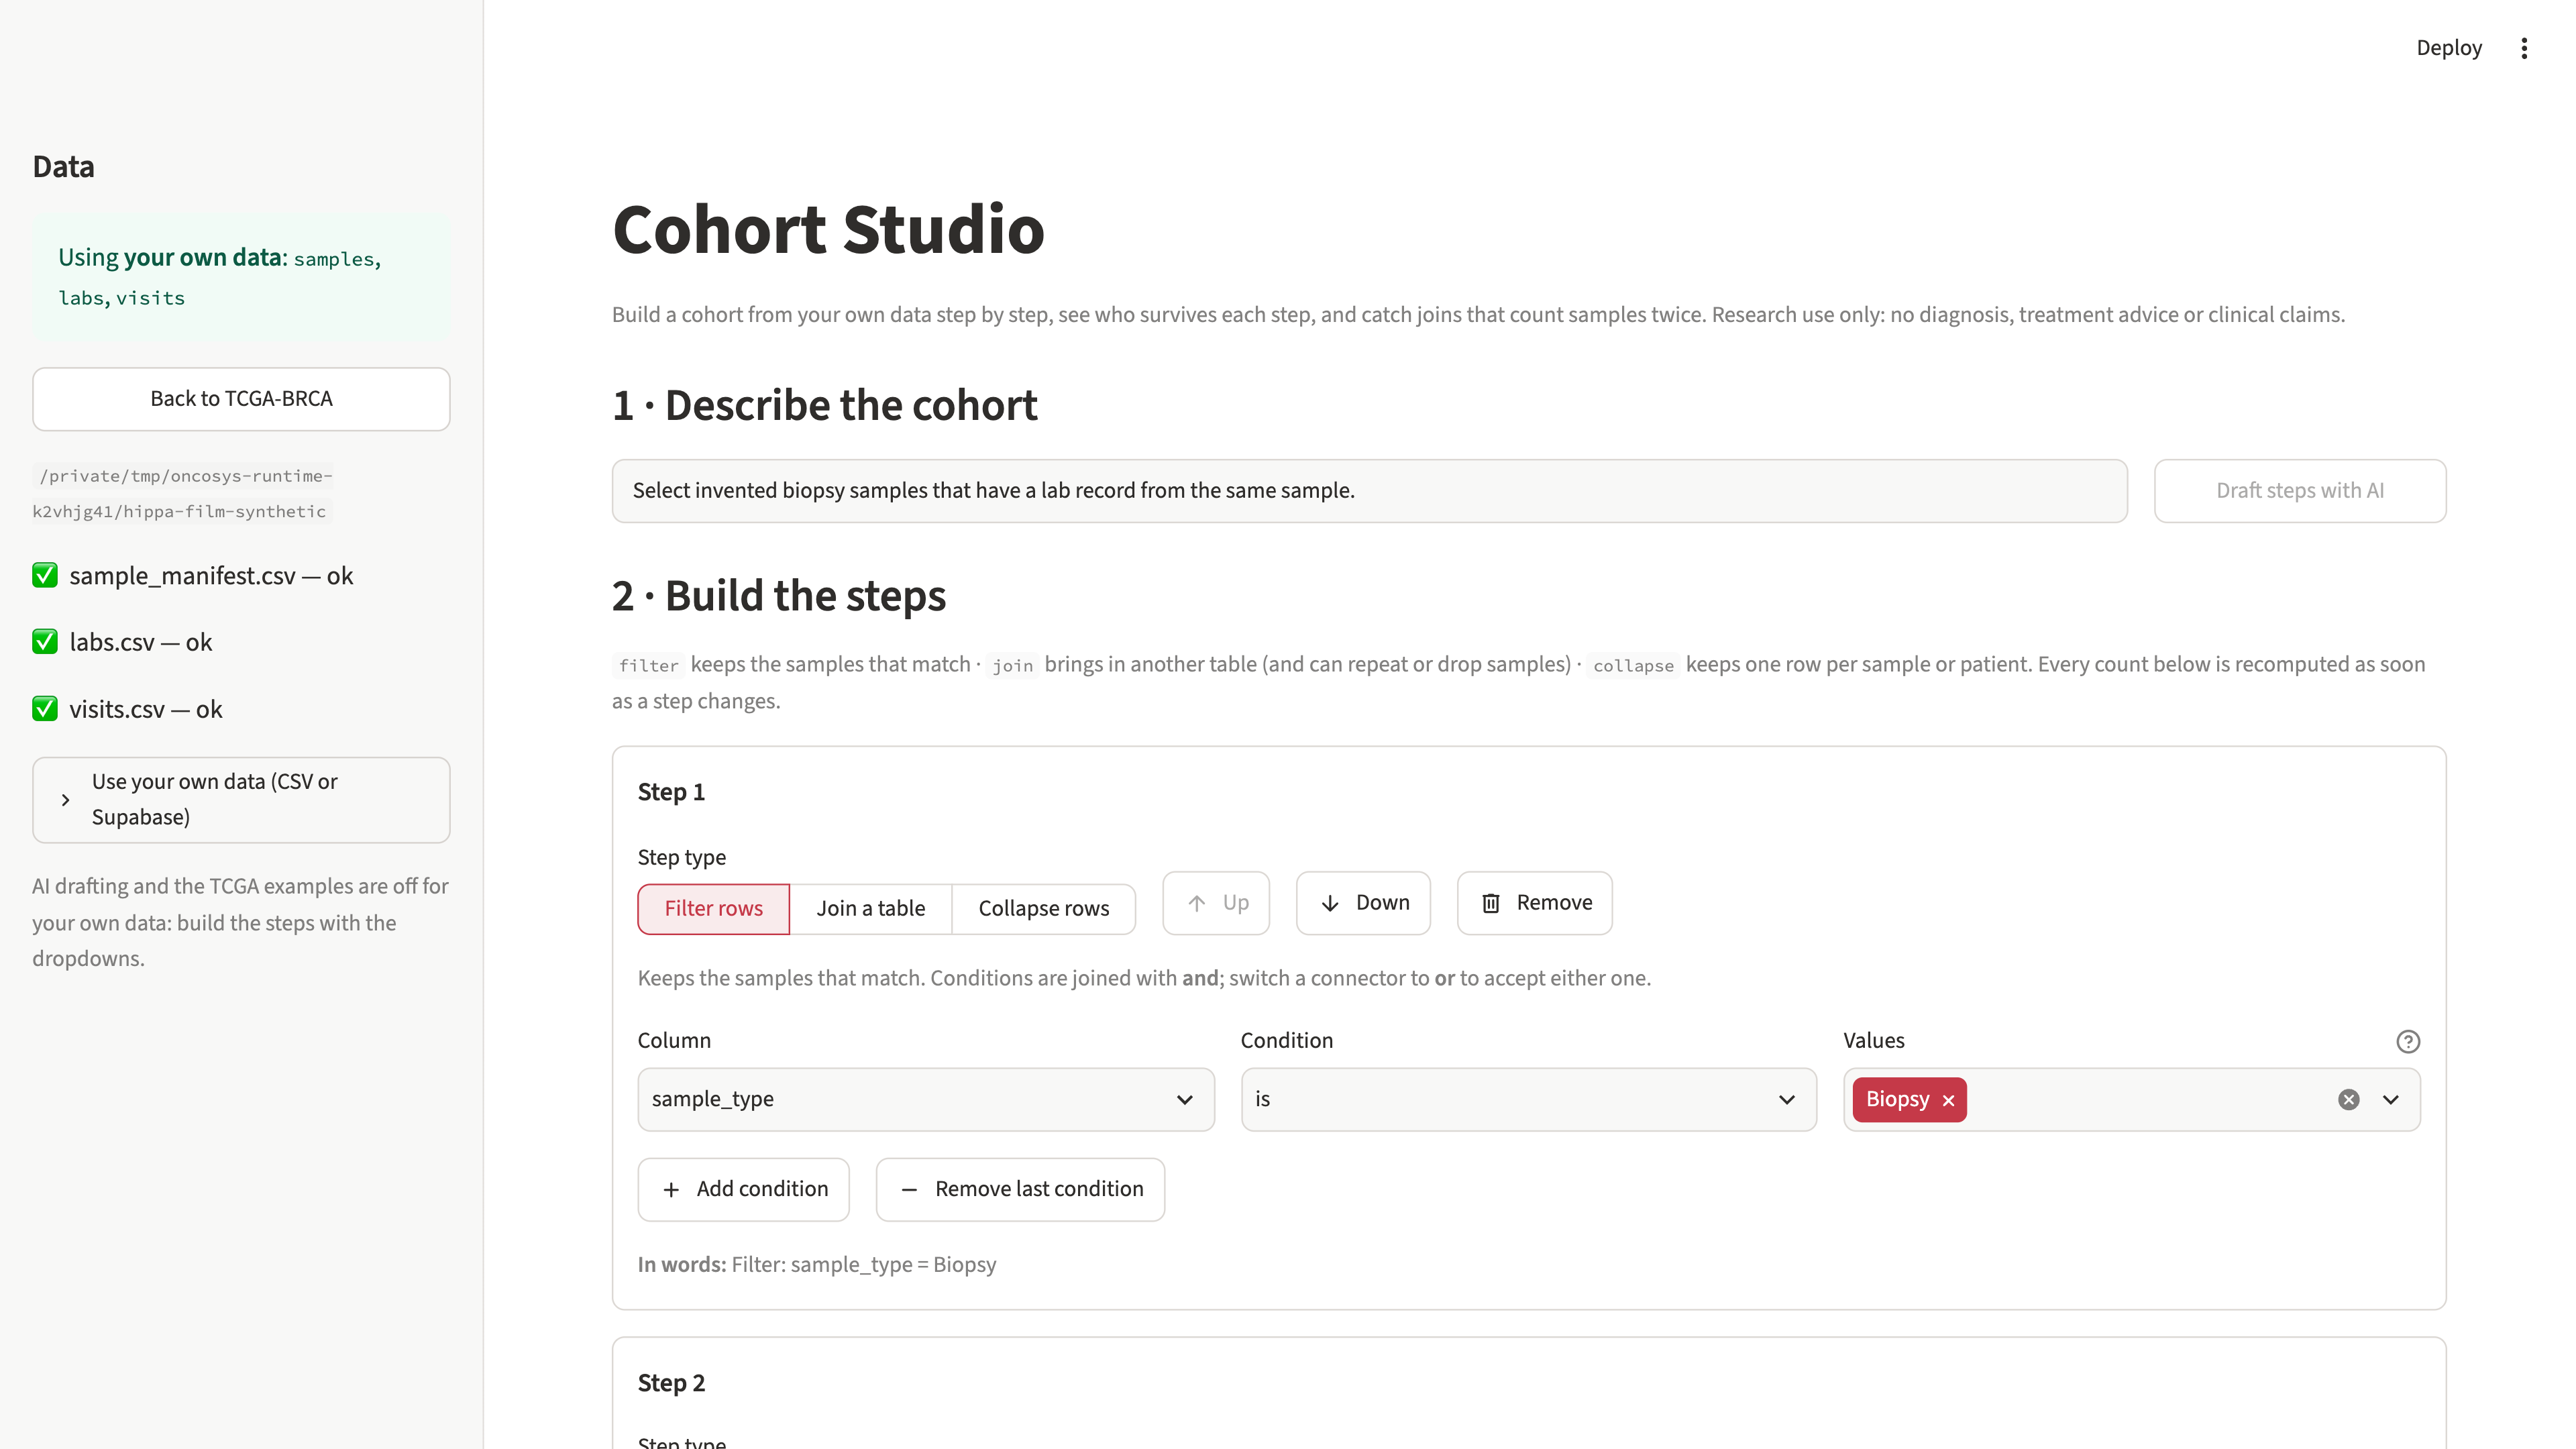 Deploy
Data
Using your own data: samples,
labs, visits
Back to TCGA-BRCA
/private/tmp/oncosys-runtime-
k2vhjg41/hippa-film-synthetic
sample_manifest.csv — ok
labs.csv — ok
visits.csv — ok
Use your own data (CSV or
Supabase)
AI drafting and the TCGA examples are off for
your own data: build the steps with the
dropdowns.
Cohort Studio
Build a cohort from your own data step by step, see who survives each step, and catch joins that count samples twice. Research use only: no diagnosis, treatment advice or clinical claims.
1 · Describe the cohort
Select invented biopsy samples that have a lab record from the same sample.
Draft steps with AI
2 · Build the steps
filter keeps the samples that match · join brings in another table (and can repeat or drop samples) · collapse keeps one row per sample or patient. Every count below is recomputed as soon
as a step changes.
Step 1
Step type
Filter rows Join a table Collapse rows Up Down Remove
Keeps the samples that match. Conditions are joined with and; switch a connector to or to accept either one.
Column Condition Values
sample_type is Biopsy
Add condition Remove last condition
In words: Filter: sample_type = Biopsy
Step 2
Step type